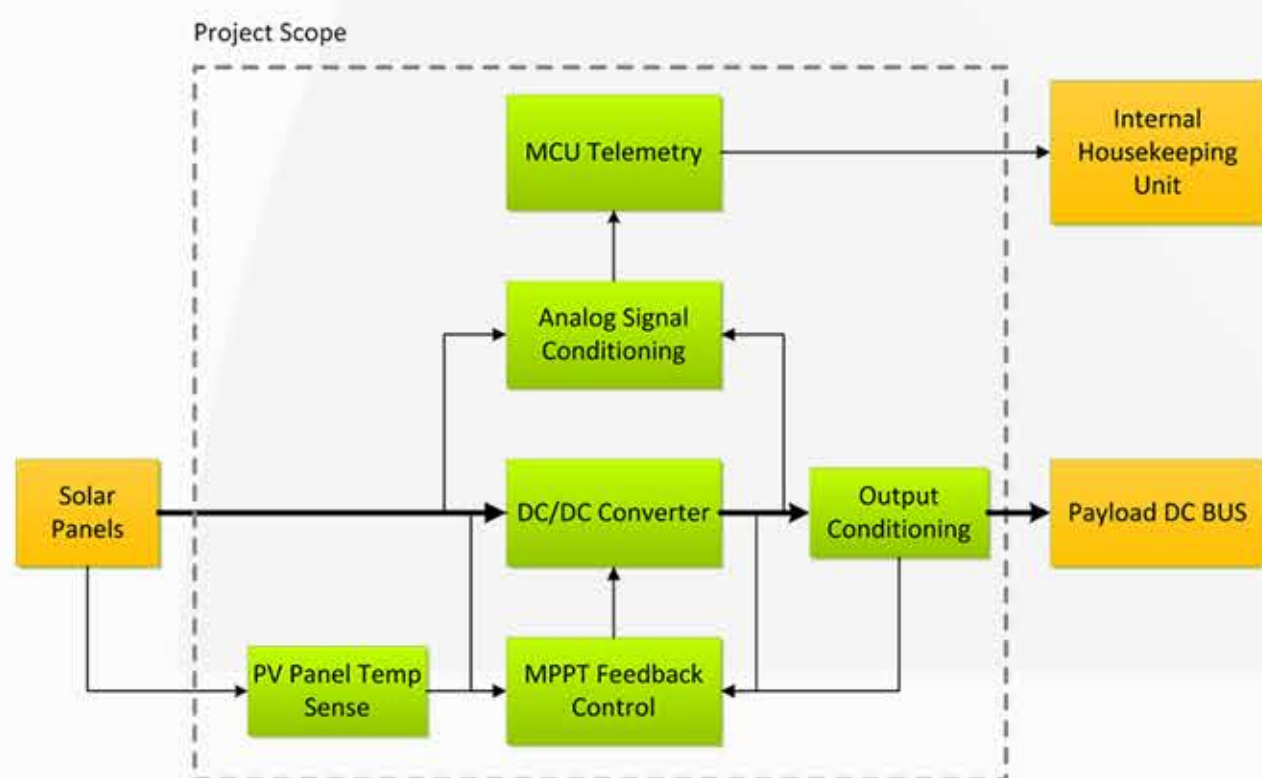 Project Scope
MCU Telemetry
Internal
Housekeeping
Unit
Analog Signal
Conditioning
Solar
Panels
DC/DC Converter
Output
Conditioning
Payload DC BUS
PV Panel Temp
Sense
MPPT Feedback
Control